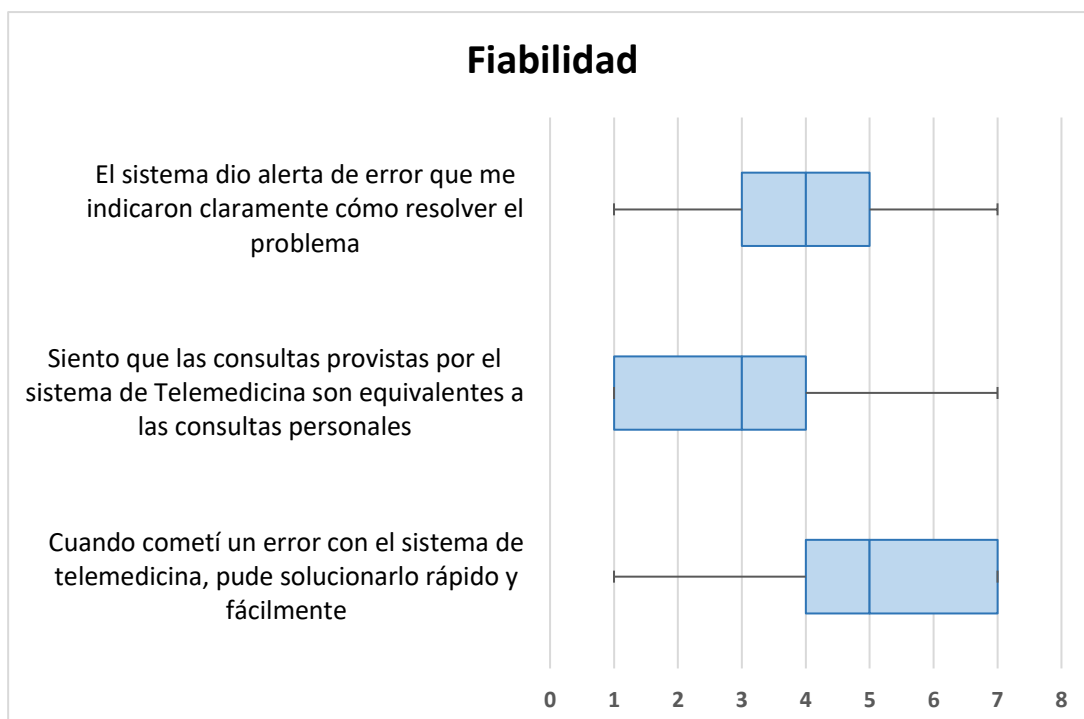 Fiabilidad
El sistema dio alerta de error que me
indicaron claramente cómo resolver el
problema
Siento que las consultas provistas por el
sistema de Telemedicina son equivalentes a
las consultas personales
Cuando cometí un error con el sistema de
telemedicina, pude solucionarlo rápido y
fácilmente
0 1 2 3 4 5 6 7 8